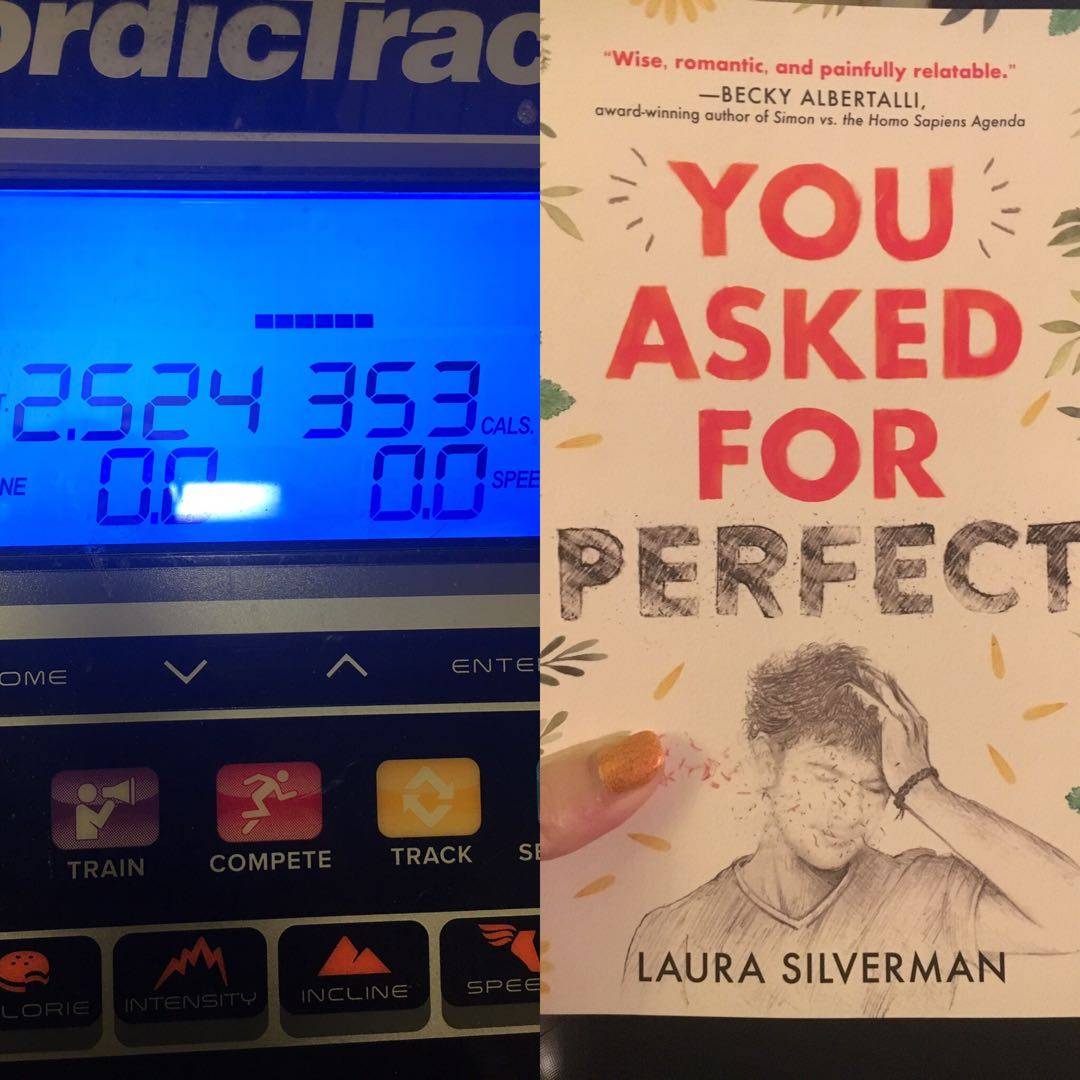 ordicTrac
T. 2.524 353 CALS.
NE 0.0 0.0 SPEE
OME ENTE
TRAIN COMPETE TRACK SE
LORIE INTENSITY INCLINE SPEE
"Wise, romantic, and painfully relatable."
—BECKY ALBERTALLI,
award-winning author of Simon vs. the Homo Sapiens Agenda
YOU
ASKED
FOR
PERFECT
LAURA SILVERMAN